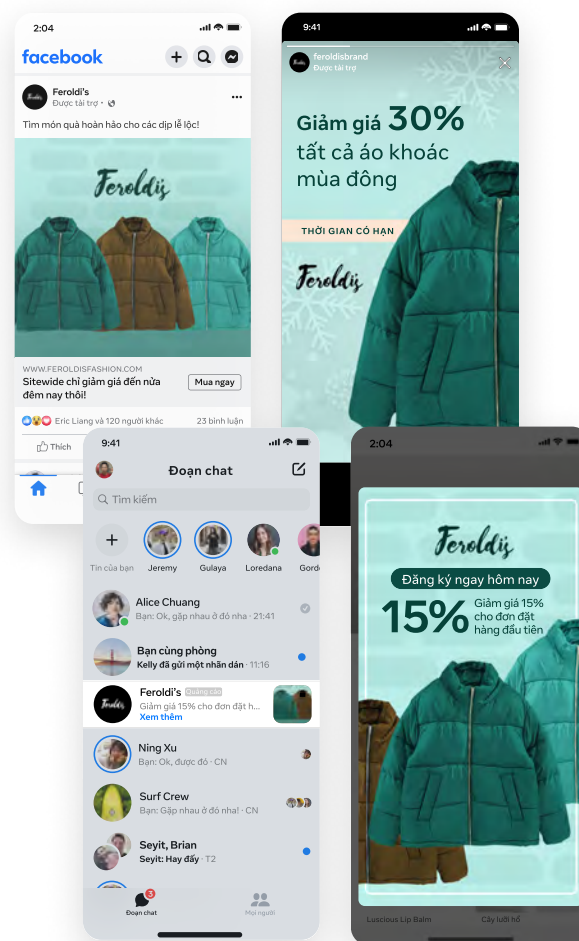 2:04
facebook
Feroldi's
Được tài trợ
Tìm món quà hoàn hảo cho các dịp lễ lộc!
Feroldi's
WWW.FEROLDISFASHION.COM
Sitewide chỉ giảm giá đến nửa
đêm nay thôi!
Mua ngay
Eric Liang và 120 người khác
23 bình luận
Thích
9:41
feroldisbrand
Được tài trợ
Giảm giá 30%
tất cả áo khoác
mùa đông
THỜI GIAN CÓ HẠN
Feroldi's
9:41
Đoạn chat
Tìm kiếm
Tin của bạn
Jeremy
Gulaya
Loredana
Gord
Alice Chuang
Bạn: Ok, gặp nhau ở đó nha · 21:41
Bạn cùng phòng
Kelly đã gửi một nhãn dán · 11:16
Feroldi's
Feroldi's Quảng cáo
Giảm giá 15% cho đơn đặt h...
Xem thêm
Ning Xu
Bạn: Ok, được đó · CN
Surf Crew
Bạn: Gặp nhau ở đó nha! · CN
Seyit, Brian
Seyit: Hay đấy · T2
3
Đoạn chat
Mọi người
2:04
Feroldi's
Đăng ký ngay hôm nay
15%
Giảm giá 15%
cho đơn đặt
hàng đầu tiên
Luscious Lip Balm
Cây lưỡi hổ